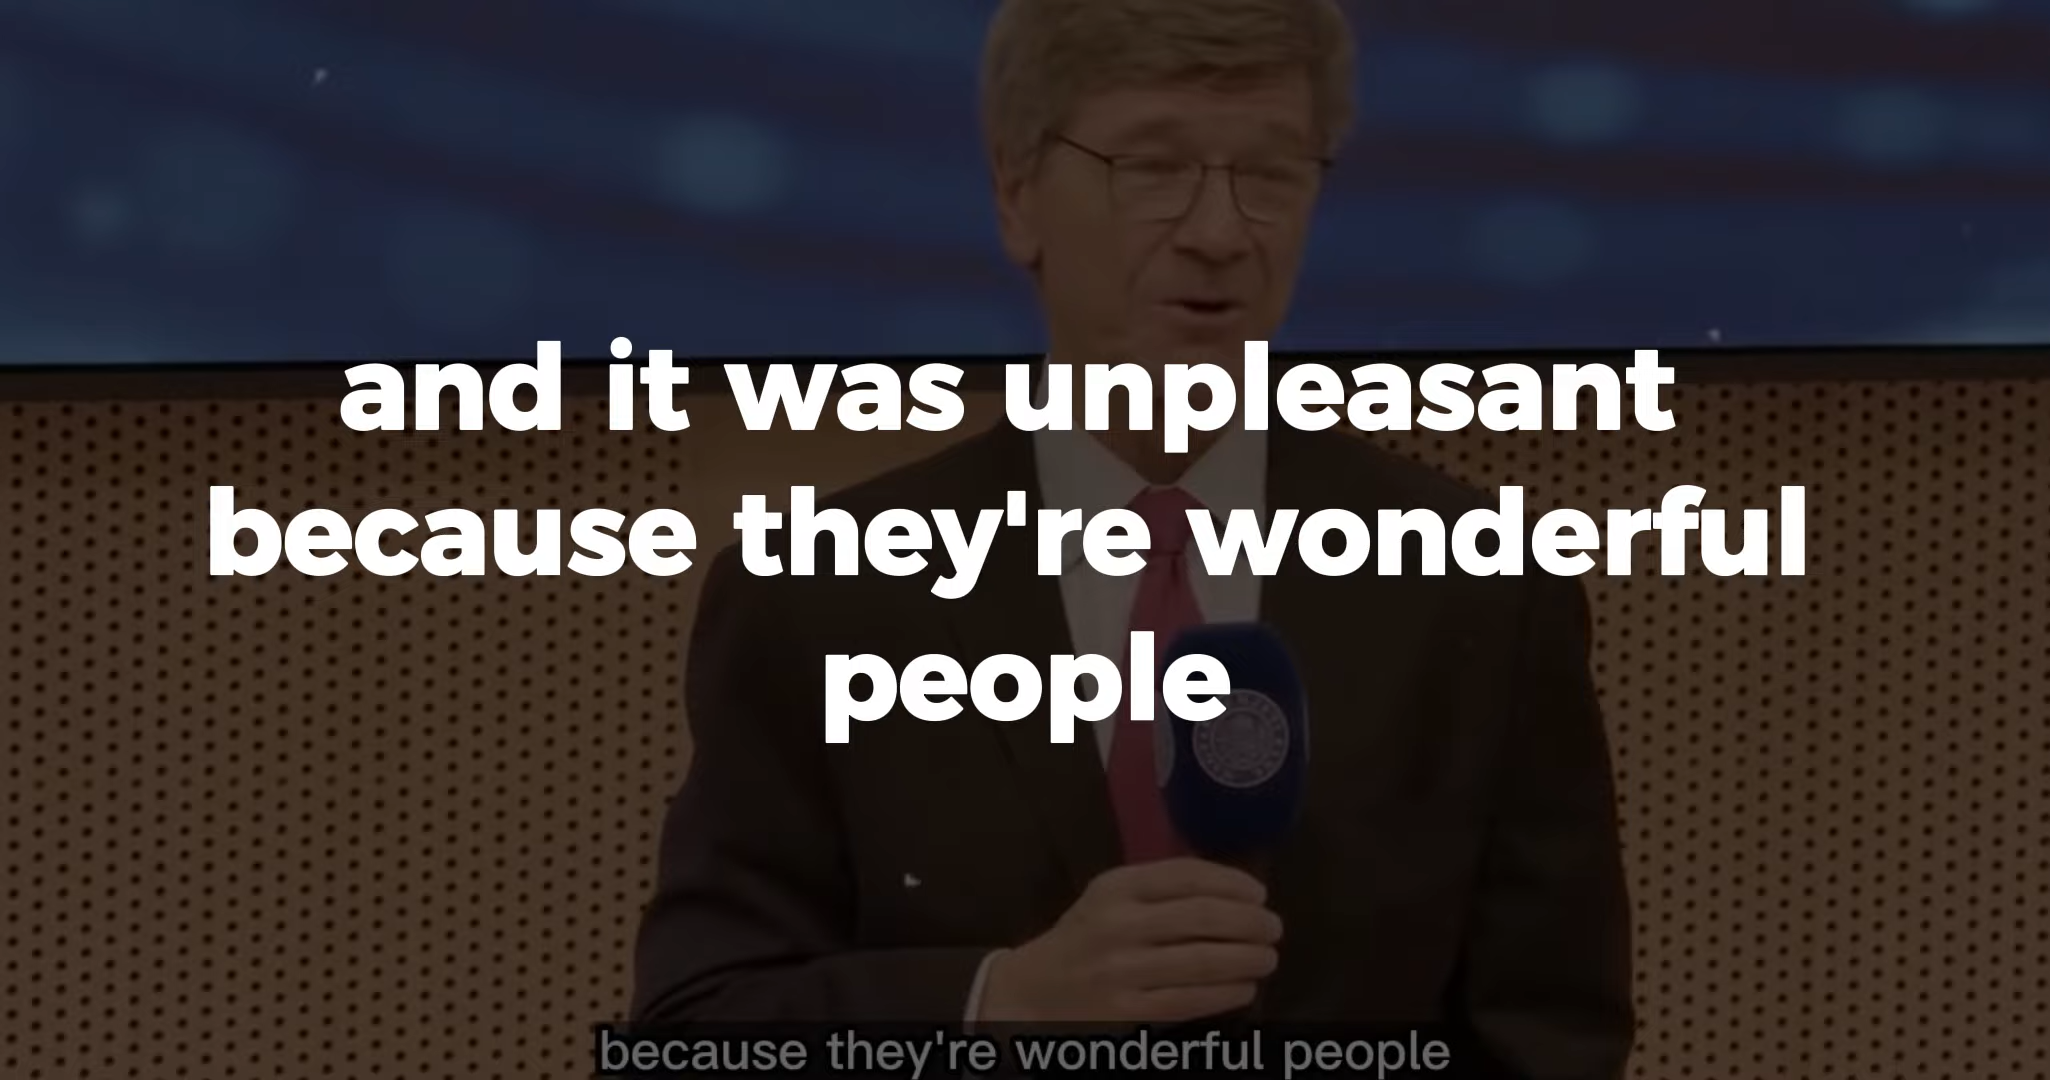 and it was unpleasant
because they're wonderful
people
because they're wonderful people